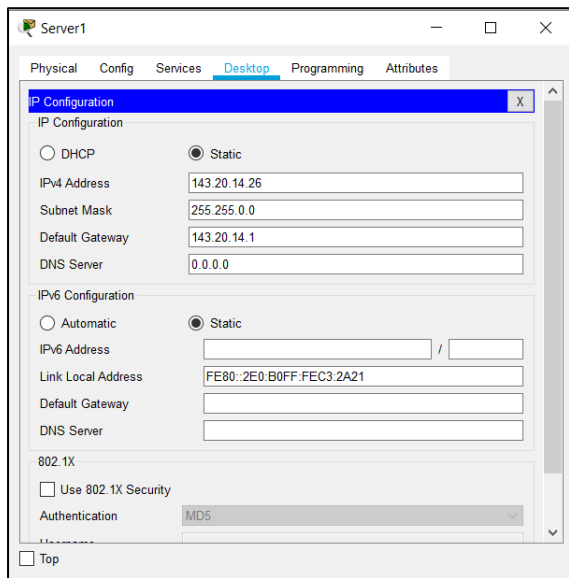 Server1
Physical Config Services Desktop Programming Attributes
IP Configuration X
IP Configuration
DHCP Static
IPv4 Address 143.20.14.26
Subnet Mask 255.255.0.0
Default Gateway 143.20.14.1
DNS Server 0.0.0.0
IPv6 Configuration
Automatic Static
IPv6 Address /
Link Local Address FE80::2E0:B0FF:FEC3:2A21
Default Gateway
DNS Server
802.1X
Use 802.1X Security
Authentication MD5
Top